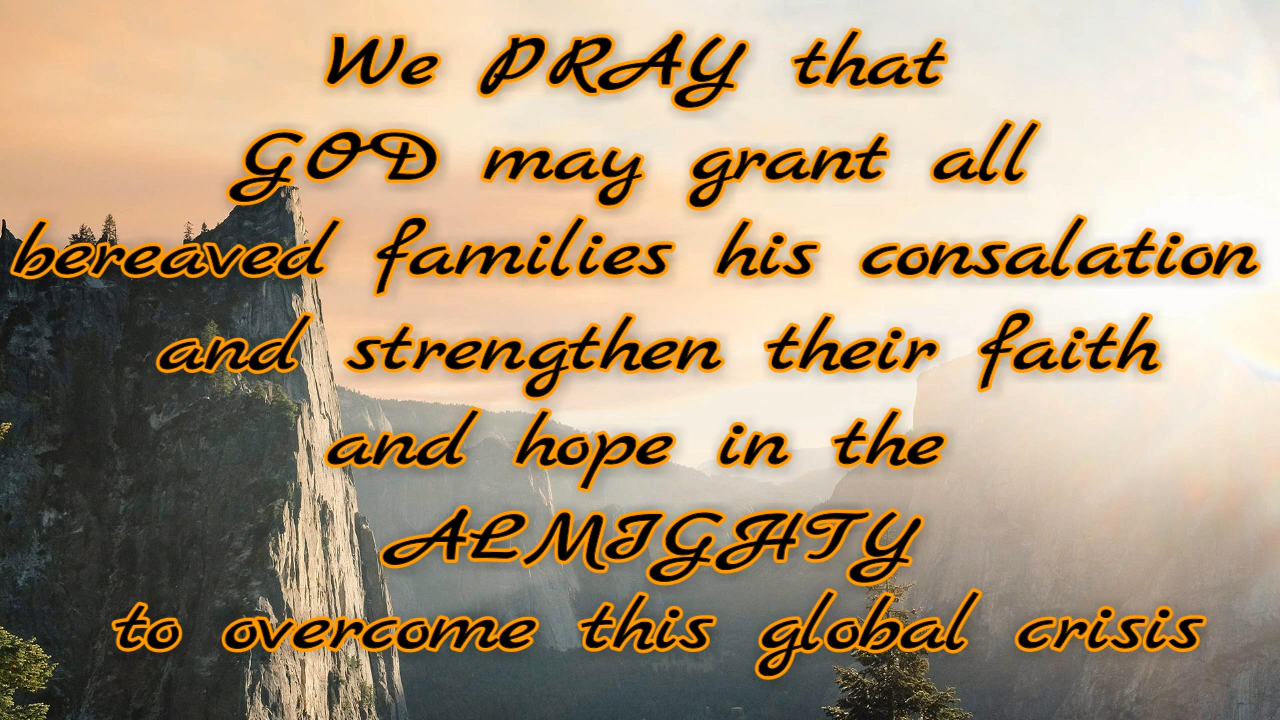 We PRAY that
GOD may grant all
bereaved families his consalation
and strengthen their faith
and hope in the
ALMIGHTY
to overcome this global crisis